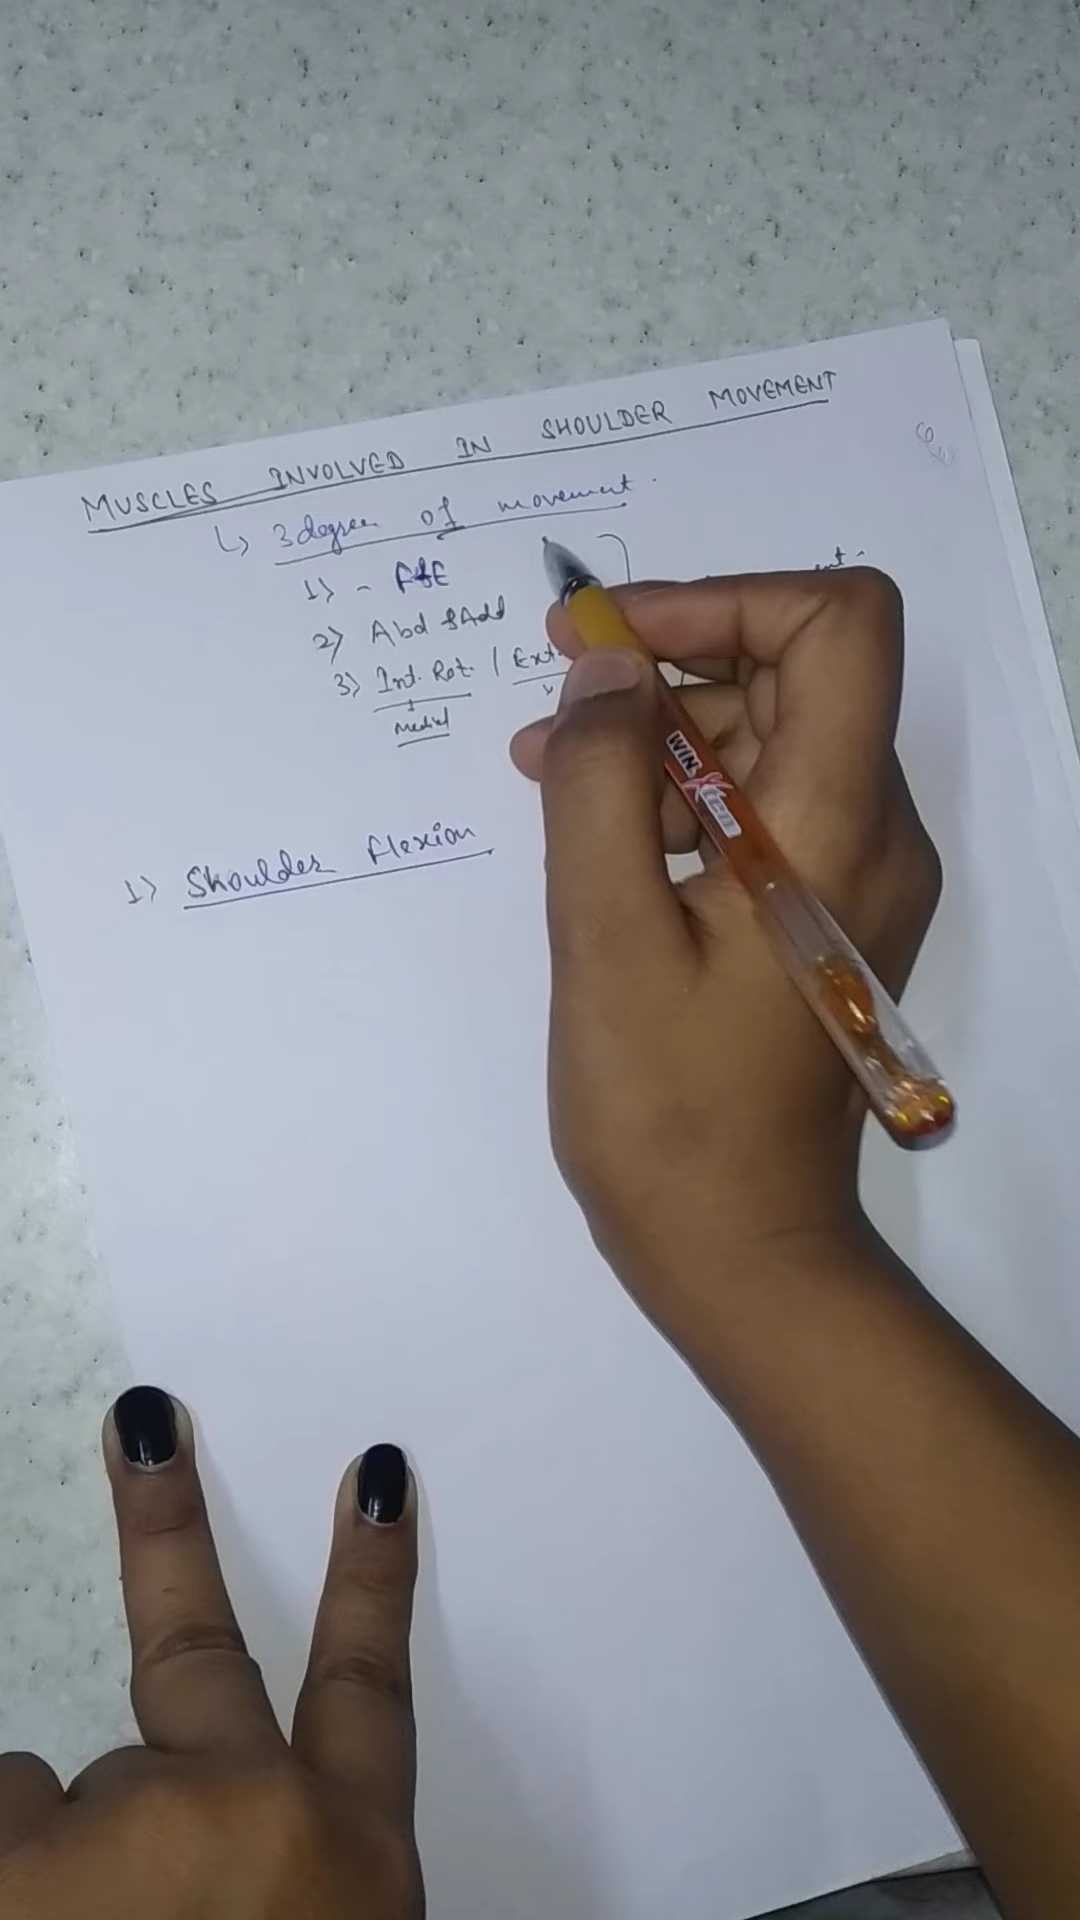 MUSCLES INVOLVED IN SHOULDER MOVEMENT
↳ 3 degree of movement.
1) - F&E
2) Abd & Add
3) Int. Rot. / Ext.
Medial
1) Shoulder flexion
WIN Xten